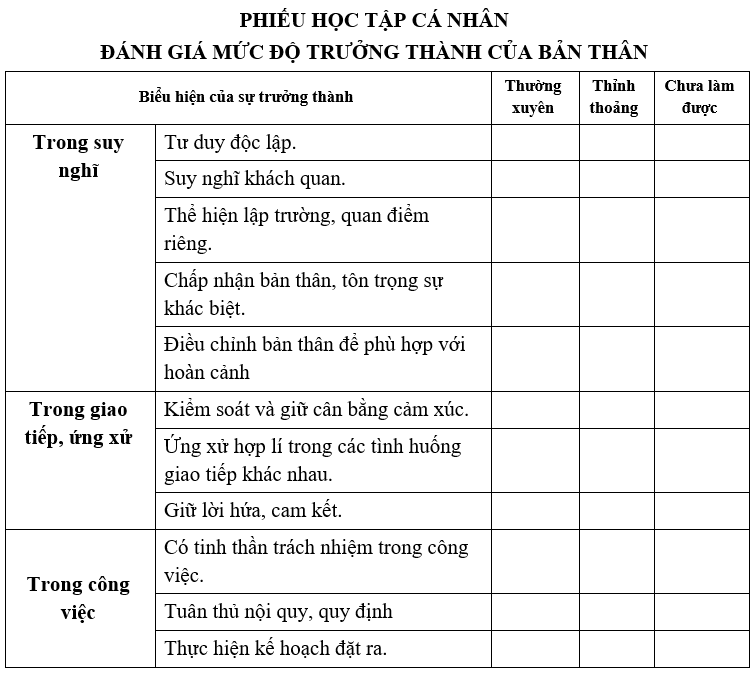 PHIẾU HỌC TẬP CÁ NHÂN
ĐÁNH GIÁ MỨC ĐỘ TRƯỞNG THÀNH CỦA BẢN THÂN
Biểu hiện của sự trưởng thành
Thường
xuyên
Thỉnh
thoảng
Chưa làm
được
Trong suy
nghĩ
Tư duy độc lập.
Suy nghĩ khách quan.
Thể hiện lập trường, quan điểm
riêng.
Chấp nhận bản thân, tôn trọng sự
khác biệt.
Điều chỉnh bản thân để phù hợp với
hoàn cảnh
Trong giao
tiếp, ứng xử
Kiểm soát và giữ cân bằng cảm xúc.
Ứng xử hợp lí trong các tình huống
giao tiếp khác nhau.
Giữ lời hứa, cam kết.
Trong công
việc
Có tinh thần trách nhiệm trong công
việc.
Tuân thủ nội quy, quy định
Thực hiện kế hoạch đặt ra.